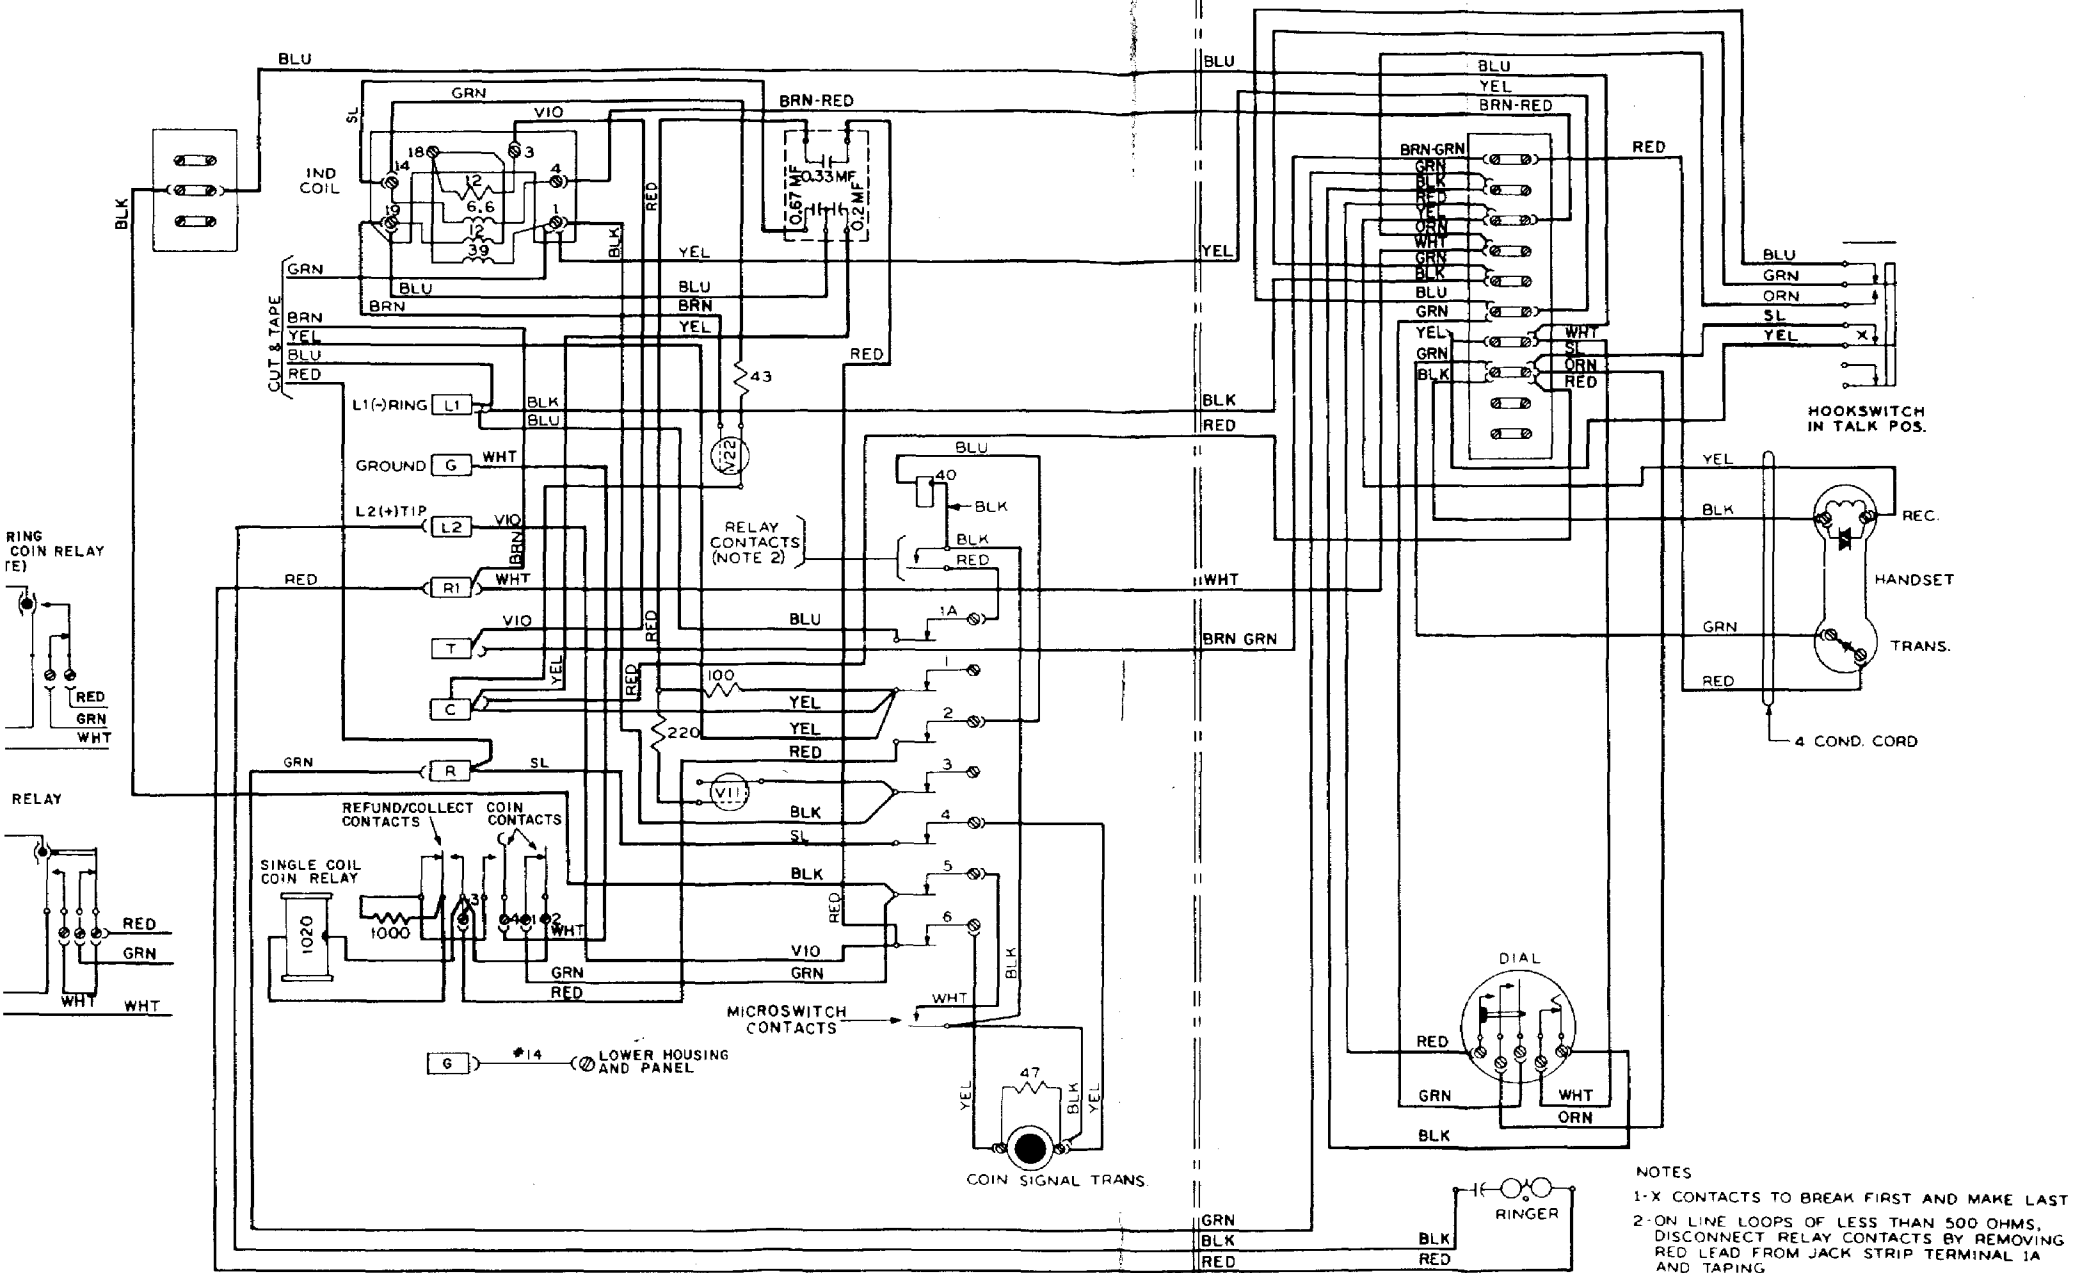 BLU
BLU
BLU
YEL
BRN-RED
GRN
VIO
BRN-RED
SL
IND
COIL
14
18
3
4
12
6.6
19
12
39
1
0.33MF
0.67 MF
0.2 MF
RED
BLK
BLK
YEL
YEL
GRN
BLU
BLU
BRN
BRN
YEL
CUT & TAPE
BRN
YEL
BLU
RED
RED
43
L1(-)RING
L1
BLK
BLU
BLK
RED
V22
GROUND
G
WHT
BLU
40
BLK
L2(+)TIP
L2
VIO
RELAY
CONTACTS
(NOTE 2)
BLK
RED
BRN
RED
R1
WHT
WHT
VIO
T
BLU
RED
1A
BRN GRN
YEL
RED
C
100
YEL
YEL
220
RED
1
2
3
4
5
6
GRN
R
SL
V11
BLK
SL
BLK
RED
VIO
GRN
REFUND/COLLECT
CONTACTS
COIN
CONTACTS
SINGLE COIL
COIN RELAY
1020
1000
3
4
1
2
WHT
GRN
RED
BLK
WHT
MICROSWITCH
CONTACTS
G
#14
LOWER HOUSING
AND PANEL
YEL
47
BLK
YEL
COIN SIGNAL TRANS.
RING
COIN RELAY
TE)
RED
GRN
WHT
RELAY
RED
GRN
WHT
WHT
BRN-GRN
GRN
BLK
RED
YEL
ORN
WHT
GRN
BLK
BLU
GRN
YEL
GRN
BLK
RED
WHT
SL
ORN
RED
BLU
GRN
ORN
SL
YEL
X
HOOKSWITCH
IN TALK POS.
YEL
BLK
REC.
HANDSET
GRN
TRANS.
RED
4 COND. CORD
DIAL
RED
GRN
WHT
ORN
BLK
RINGER
GRN
BLK
RED
BLK
RED
NOTES
1-X CONTACTS TO BREAK FIRST AND MAKE LAST
2-ON LINE LOOPS OF LESS THAN 500 OHMS,
DISCONNECT RELAY CONTACTS BY REMOVING
RED LEAD FROM JACK STRIP TERMINAL 1A
AND TAPING